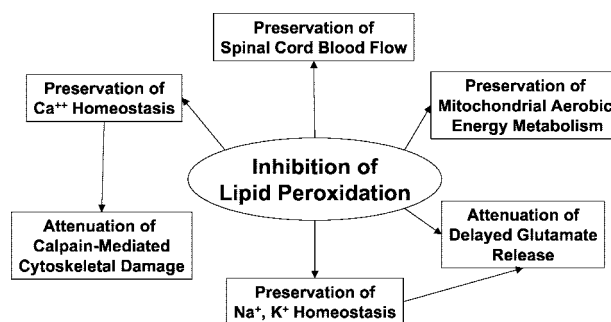 Preservation of
Spinal Cord Blood Flow
Preservation of
Ca⁺⁺ Homeostasis
Preservation of
Mitochondrial Aerobic
Energy Metabolism
Inhibition of
Lipid Peroxidation
Attenuation of
Calpain-Mediated
Cytoskeletal Damage
Attenuation of
Delayed Glutamate
Release
Preservation of
Na⁺, K⁺ Homeostasis